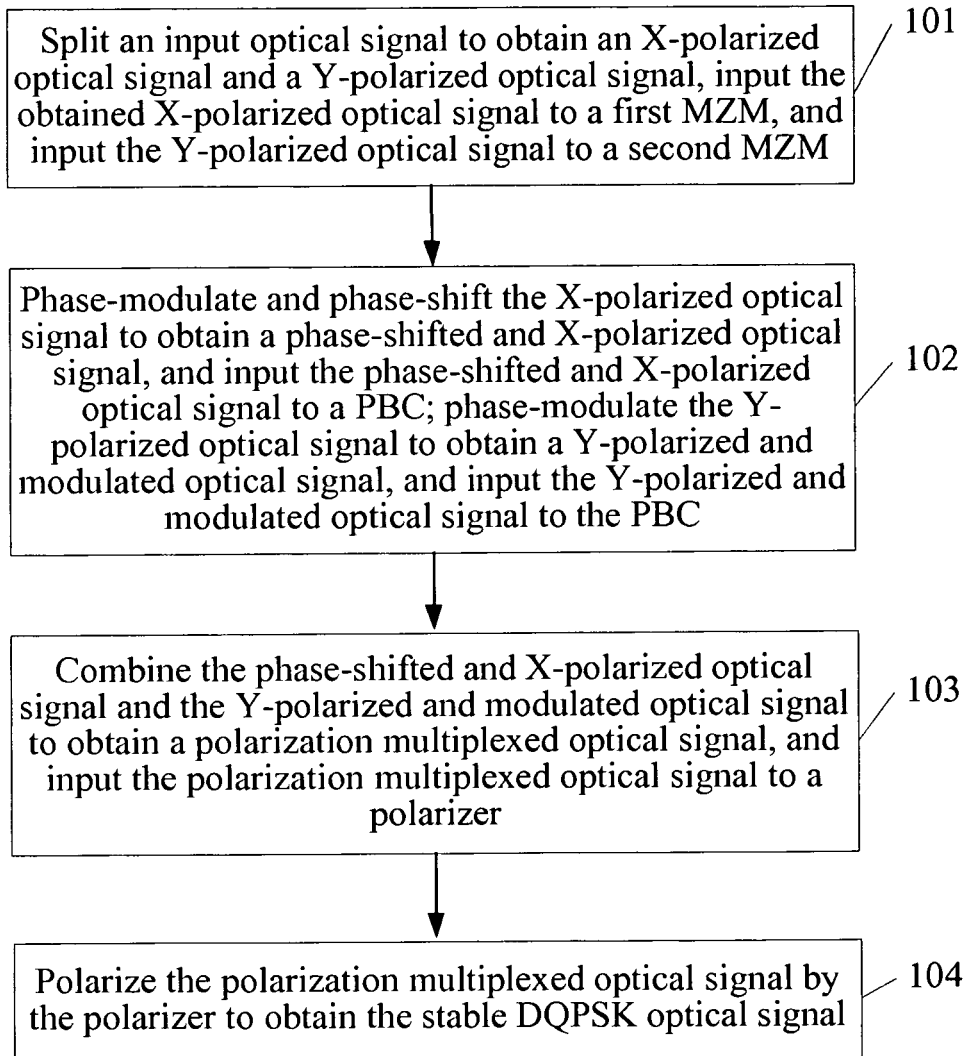 Split an input optical signal to obtain an X-polarized
optical signal and a Y-polarized optical signal, input the
obtained X-polarized optical signal to a first MZM, and
input the Y-polarized optical signal to a second MZM
101
Phase-modulate and phase-shift the X-polarized optical
signal to obtain a phase-shifted and X-polarized optical
signal, and input the phase-shifted and X-polarized
optical signal to a PBC; phase-modulate the Y-
polarized optical signal to obtain a Y-polarized and
modulated optical signal, and input the Y-polarized and
modulated optical signal to the PBC
102
Combine the phase-shifted and X-polarized optical
signal and the Y-polarized and modulated optical signal
to obtain a polarization multiplexed optical signal, and
input the polarization multiplexed optical signal to a
polarizer
103
Polarize the polarization multiplexed optical signal by
the polarizer to obtain the stable DQPSK optical signal
104